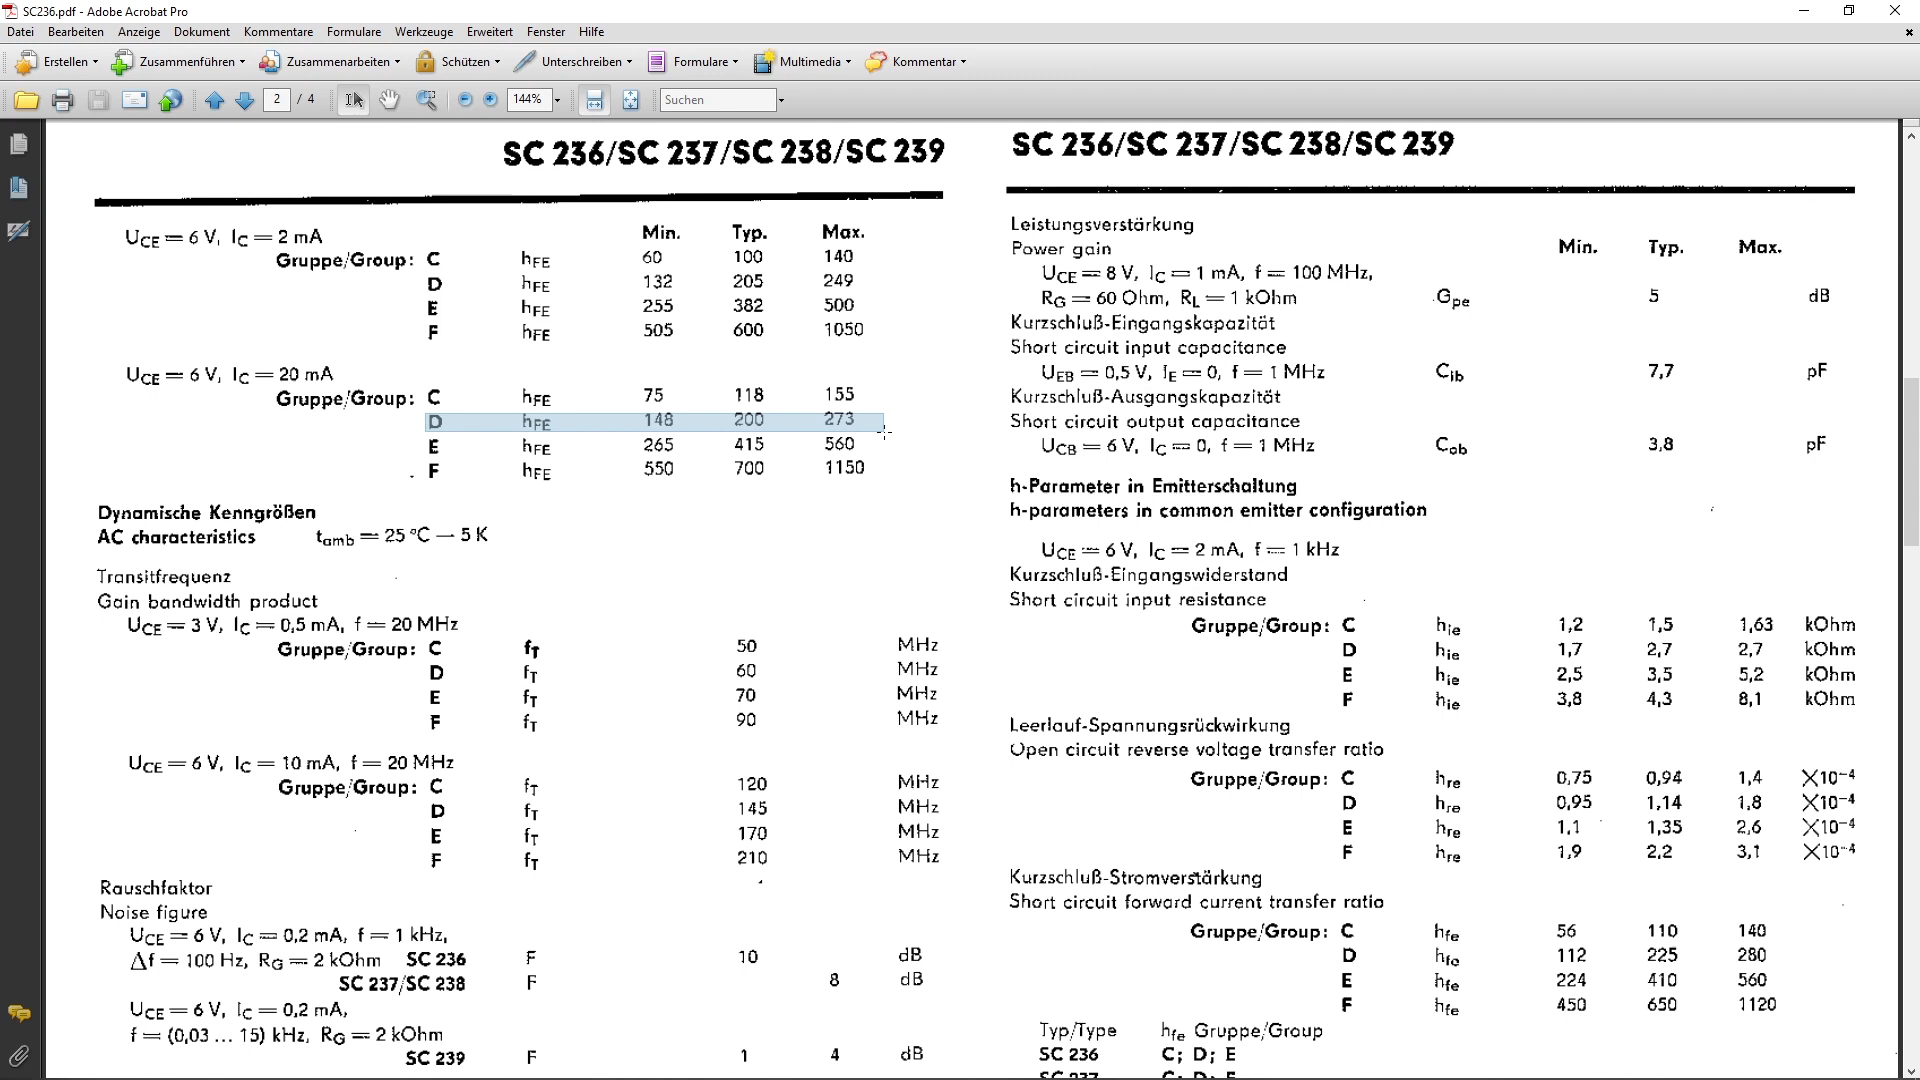 SC236.pdf - Adobe Acrobat Pro
Datei Bearbeiten Anzeige Dokument Kommentare Formulare Werkzeuge Erweitert Fenster Hilfe
Erstellen Zusammenführen Zusammenarbeiten Schützen Unterschreiben Formulare Multimedia Kommentar
2 / 4 144% Suchen
SC 236/SC 237/SC 238/SC 239
Min. Typ. Max.
UCE = 6 V, IC = 2 mA
Gruppe/Group: C hFE 60 100 140
D hFE 132 205 249
E hFE 255 382 500
F hFE 505 600 1050
UCE = 6 V, IC = 20 mA
Gruppe/Group: C hFE 75 118 155
D hFE 148 200 273
E hFE 265 415 560
F hFE 550 700 1150
Dynamische Kenngrößen
AC characteristics tamb = 25 °C — 5 K
Transitfrequenz
Gain bandwidth product
UCE = 3 V, IC = 0,5 mA, f = 20 MHz
Gruppe/Group: C fT 50 MHz
D fT 60 MHz
E fT 70 MHz
F fT 90 MHz
UCE = 6 V, IC = 10 mA, f = 20 MHz
Gruppe/Group: C fT 120 MHz
D fT 145 MHz
E fT 170 MHz
F fT 210 MHz
Rauschfaktor
Noise figure
UCE = 6 V, IC = 0,2 mA, f = 1 kHz,
Δf = 100 Hz, RG = 2 kOhm SC 236 F 10 dB
SC 237/SC 238 F 8 dB
UCE = 6 V, IC = 0,2 mA,
f = (0,03 ... 15) kHz, RG = 2 kOhm
SC 239 F 1 4 dB
SC 236/SC 237/SC 238/SC 239
Leistungsverstärkung
Power gain Min. Typ. Max.
UCE = 8 V, IC = 1 mA, f = 100 MHz,
RG = 60 Ohm, RL = 1 kOhm Gpe 5 dB
Kurzschluß-Eingangskapazität
Short circuit input capacitance
UEB = 0,5 V, IE = 0, f = 1 MHz Cib 7,7 pF
Kurzschluß-Ausgangskapazität
Short circuit output capacitance
UCB = 6 V, IC = 0, f = 1 MHz Cob 3,8 pF
h-Parameter in Emitterschaltung
h-parameters in common emitter configuration
UCE = 6 V, IC = 2 mA, f = 1 kHz
Kurzschluß-Eingangswiderstand
Short circuit input resistance
Gruppe/Group: C hie 1,2 1,5 1,63 kOhm
D hie 1,7 2,7 2,7 kOhm
E hie 2,5 3,5 5,2 kOhm
F hie 3,8 4,3 8,1 kOhm
Leerlauf-Spannungsrückwirkung
Open circuit reverse voltage transfer ratio
Gruppe/Group: C hre 0,75 0,94 1,4 X10⁻⁴
D hre 0,95 1,14 1,8 X10⁻⁴
E hre 1,1 1,35 2,6 X10⁻⁴
F hre 1,9 2,2 3,1 X10⁻⁴
Kurzschluß-Stromverstärkung
Short circuit forward current transfer ratio
Gruppe/Group: C hfe 56 110 140
D hfe 112 225 280
E hfe 224 410 560
F hfe 450 650 1120
Typ/Type hfe Gruppe/Group
SC 236 C; D; E
SC 237